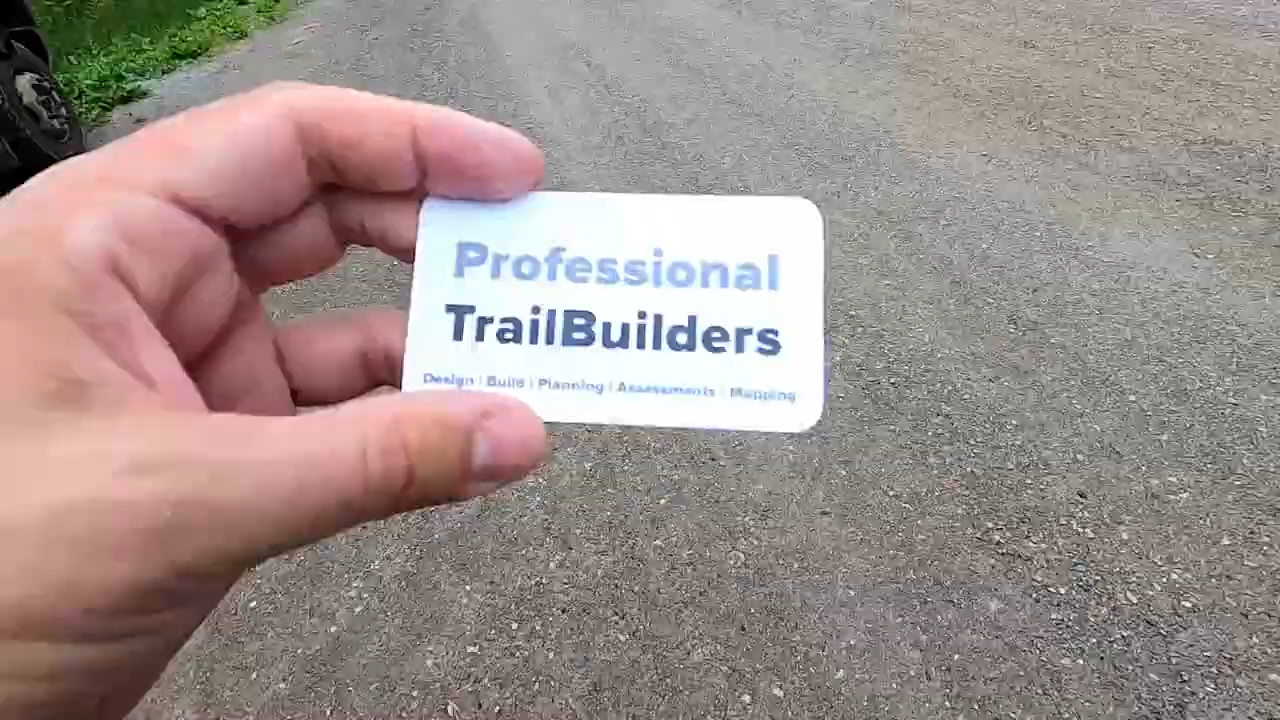 Professional
TrailBuilders
Design | Build | Planning | Assessments | Mapping